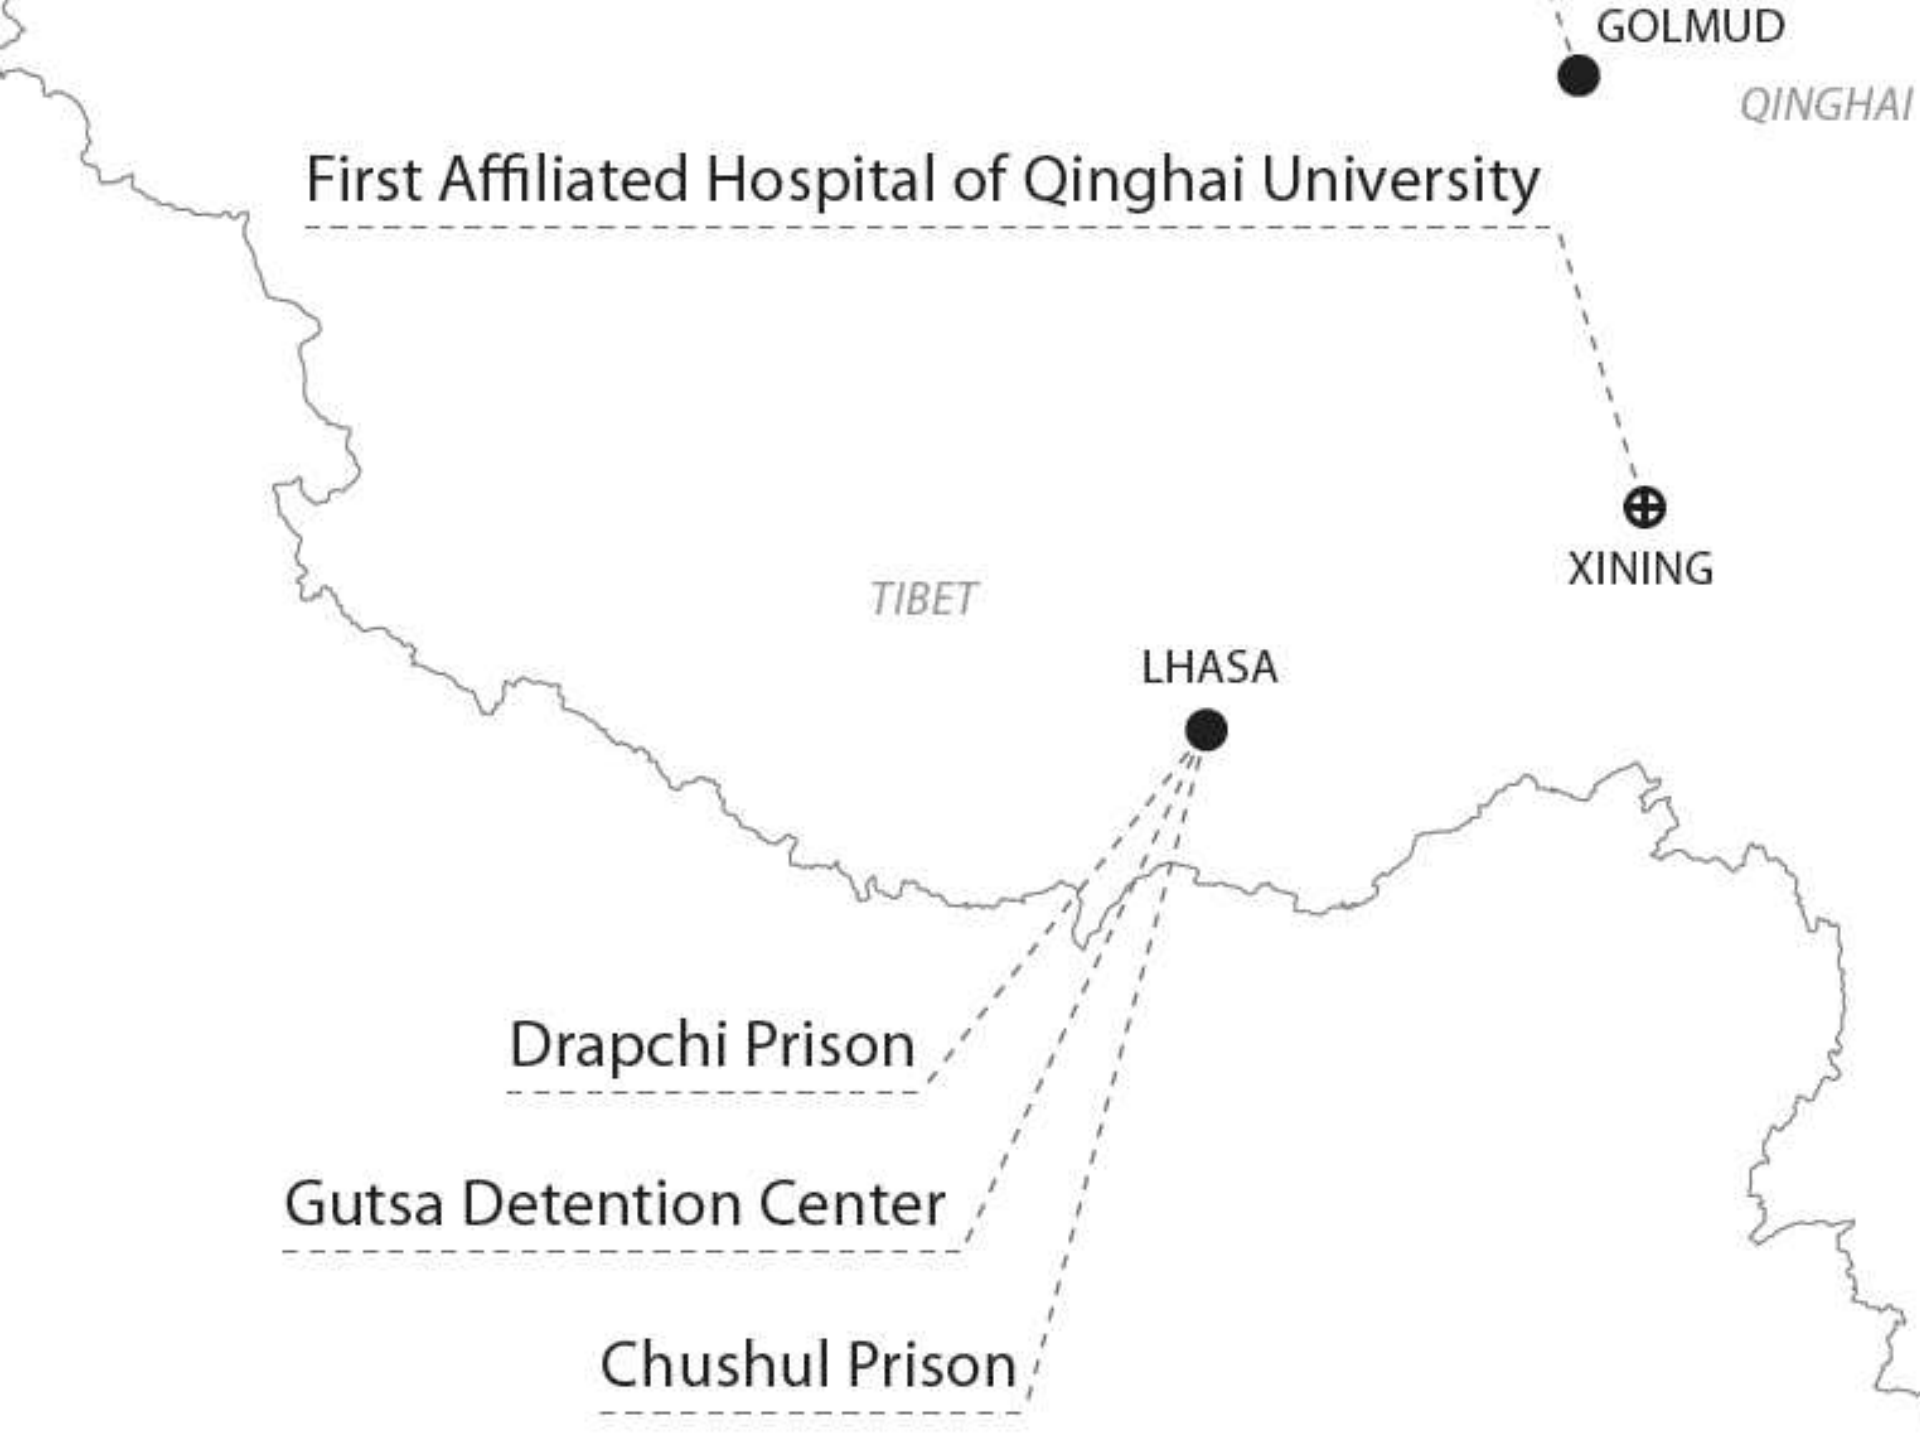 GOLMUD
QINGHAI
First Affiliated Hospital of Qinghai University
XINING
TIBET
LHASA
Drapchi Prison
Gutsa Detention Center
Chushul Prison